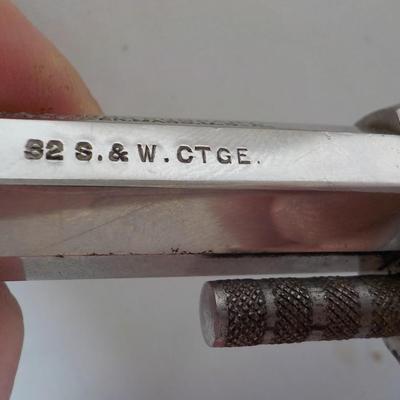 32 S. & W. CTGE.